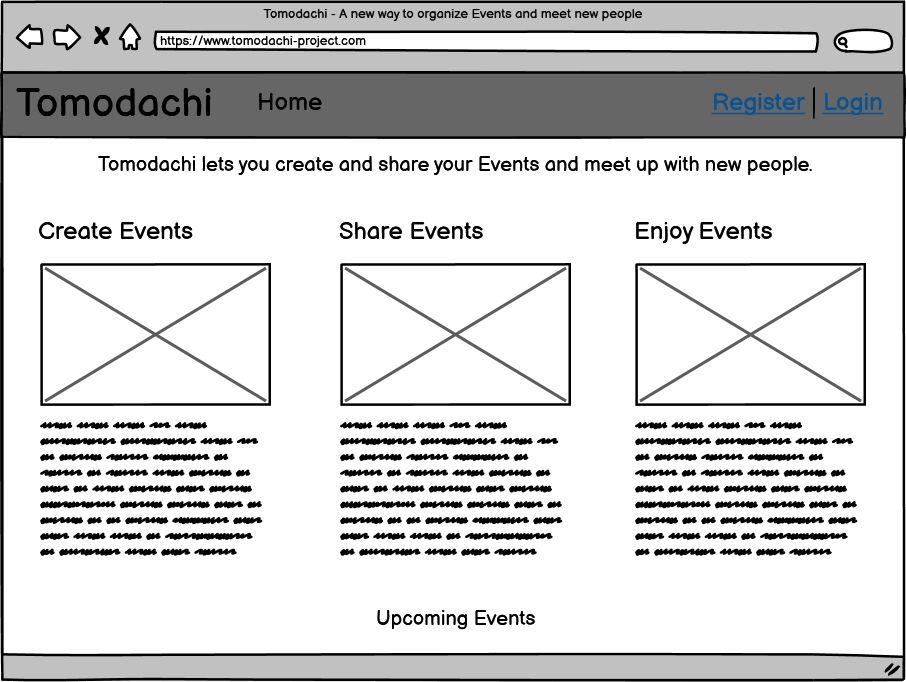 Tomodachi - A new way to organize Events and meet new people
https://www.tomodachi-project.com
Tomodachi Home Register | Login
Tomodachi lets you create and share your Events and meet up with new people.
Create Events Share Events Enjoy Events
Upcoming Events